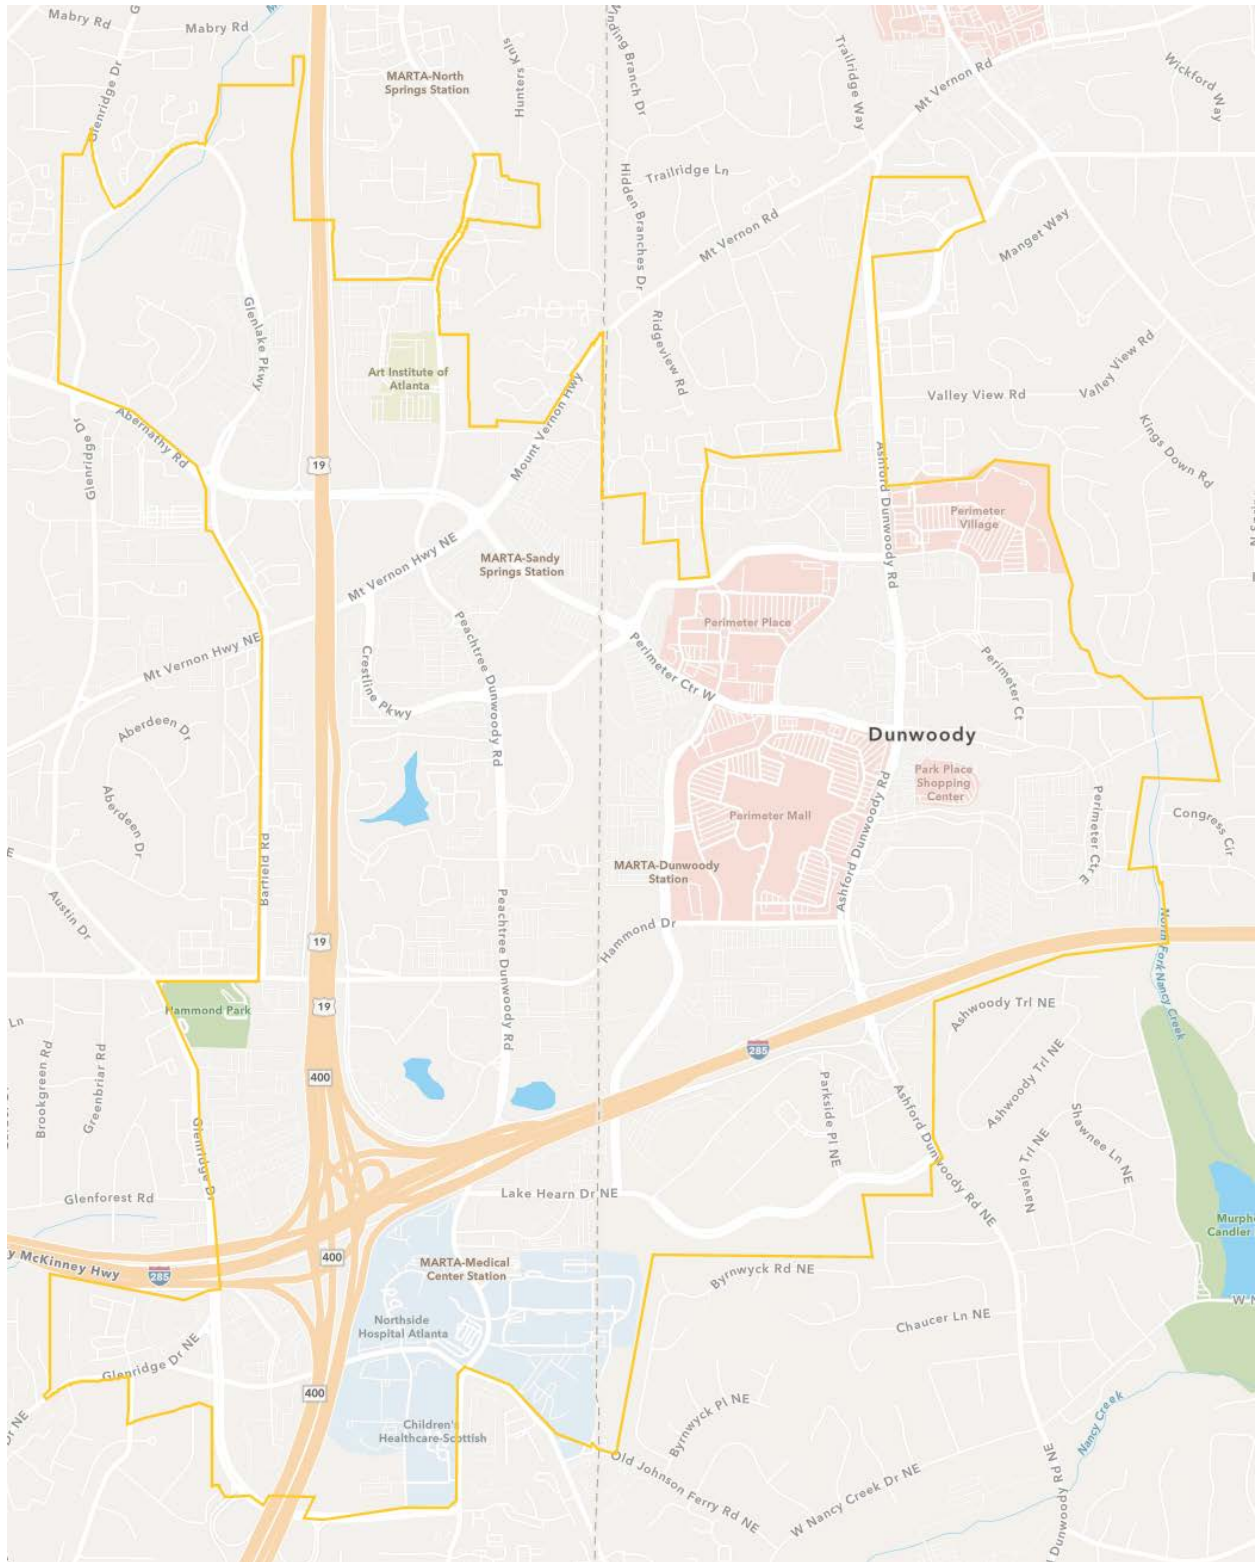 Mabry Rd
Mabry Rd
Glenridge Dr
MARTA-North
Springs Station
Hunters Knls
nding Branch Dr
Trailridge Way
Mt Vernon Rd
Wickford Way
Trailridge Ln
Hidden Branches Dr
Mt Vernon Rd
Manget Way
Glenlake Pkwy
Ridgeview Rd
Art Institute of
Atlanta
Mount Vernon Hwy
Valley View Rd
Valley View Rd
Abernathy Rd
Glenridge Dr
Kings Down Rd
19
Ashford Dunwoody Rd
Perimeter
Village
Mt Vernon Hwy NE
MARTA-Sandy
Springs Station
Perimeter Place
Mt Vernon Hwy NE
Peachtree Dunwoody Rd
Perimeter Ctr W
Perimeter Ct
Crestline Pkwy
Aberdeen Dr
Dunwoody
Park Place
Shopping
Center
Aberdeen Dr
Perimeter Mall
Ashford Dunwoody Rd
Perimeter Ctr E
Congress Cir
Barfield Rd
MARTA-Dunwoody
Station
Austin Dr
Peachtree Dunwoody Rd
Hammond Dr
19
North Fork Nancy Creek
19
Hammond Park
Ln
Ashwoody Trl NE
285
400
Brookgreen Rd
Greenbriar Rd
Parkside Pl NE
Ashford Dunwoody Rd NE
Ashwoody Trl NE
Shawnee Ln NE
Navajo Trl NE
Glenridge Dr
Glenforest Rd
Lake Hearn Dr NE
Murph
Candler
y McKinney Hwy
285
400
MARTA-Medical
Center Station
Byrnwyck Rd NE
W N
Northside
Hospital Atlanta
Chaucer Ln NE
Glenridge Dr NE
400
Dr NE
Children's
Healthcare-Scottish
Byrnwyck Pl NE
Nancy Creek
Old Johnson Ferry Rd NE
W Nancy Creek Dr NE
d Dunwoody Rd NE